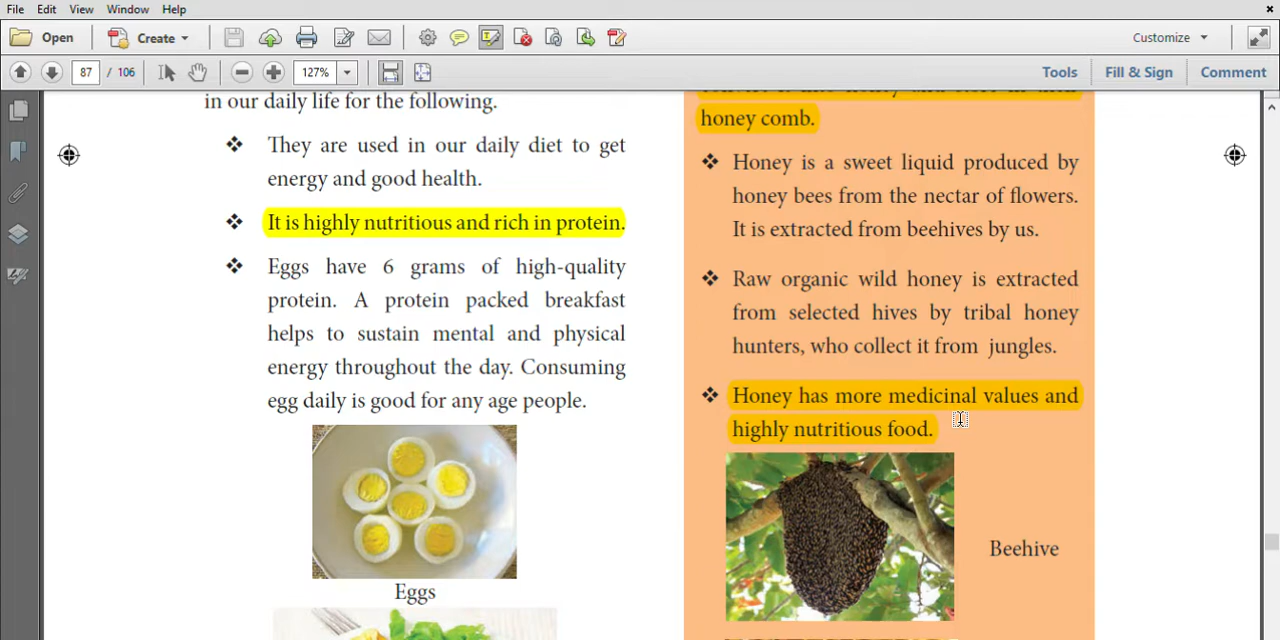 File Edit View Window Help
Open Create Customize
87 / 106 127% Tools Fill & Sign Comment
in our daily life for the following.
❖ They are used in our daily diet to get
energy and good health.
❖ It is highly nutritious and rich in protein.
❖ Eggs have 6 grams of high-quality
protein. A protein packed breakfast
helps to sustain mental and physical
energy throughout the day. Consuming
egg daily is good for any age people.
Eggs
honey comb.
❖ Honey is a sweet liquid produced by
honey bees from the nectar of flowers.
It is extracted from beehives by us.
❖ Raw organic wild honey is extracted
from selected hives by tribal honey
hunters, who collect it from jungles.
❖ Honey has more medicinal values and
highly nutritious food.
Beehive